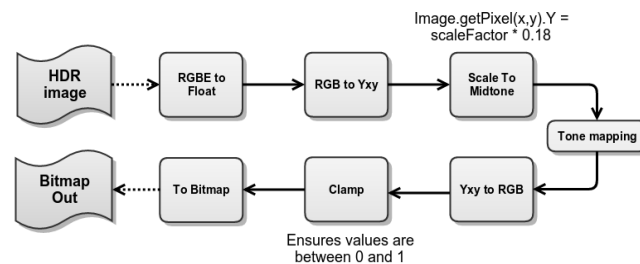 Image.getPixel(x,y).Y =
scaleFactor * 0.18
HDR
image
RGBE to
Float
RGB to Yxy
Scale To
Midtone
Tone mapping
Bitmap
Out
To Bitmap
Clamp
Yxy to RGB
Ensures values are
between 0 and 1